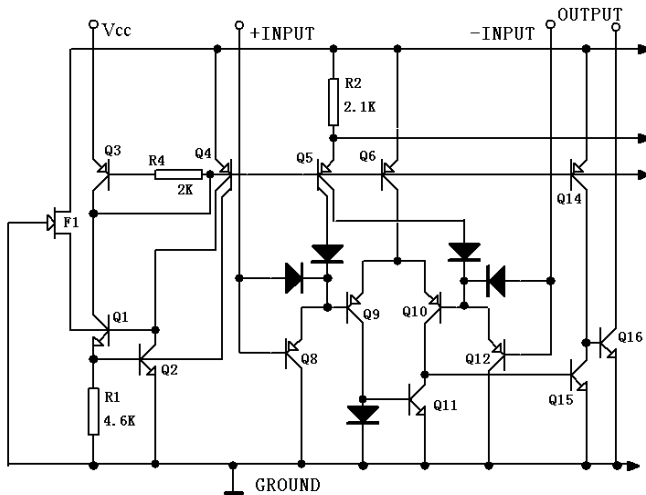 Vcc
+INPUT
-INPUT
OUTPUT
R2
2.1K
Q3
R4
2K
Q4
Q5
Q6
Q14
F1
Q1
Q2
Q8
Q9
Q10
Q12
Q16
R1
4.6K
Q11
Q15
GROUND